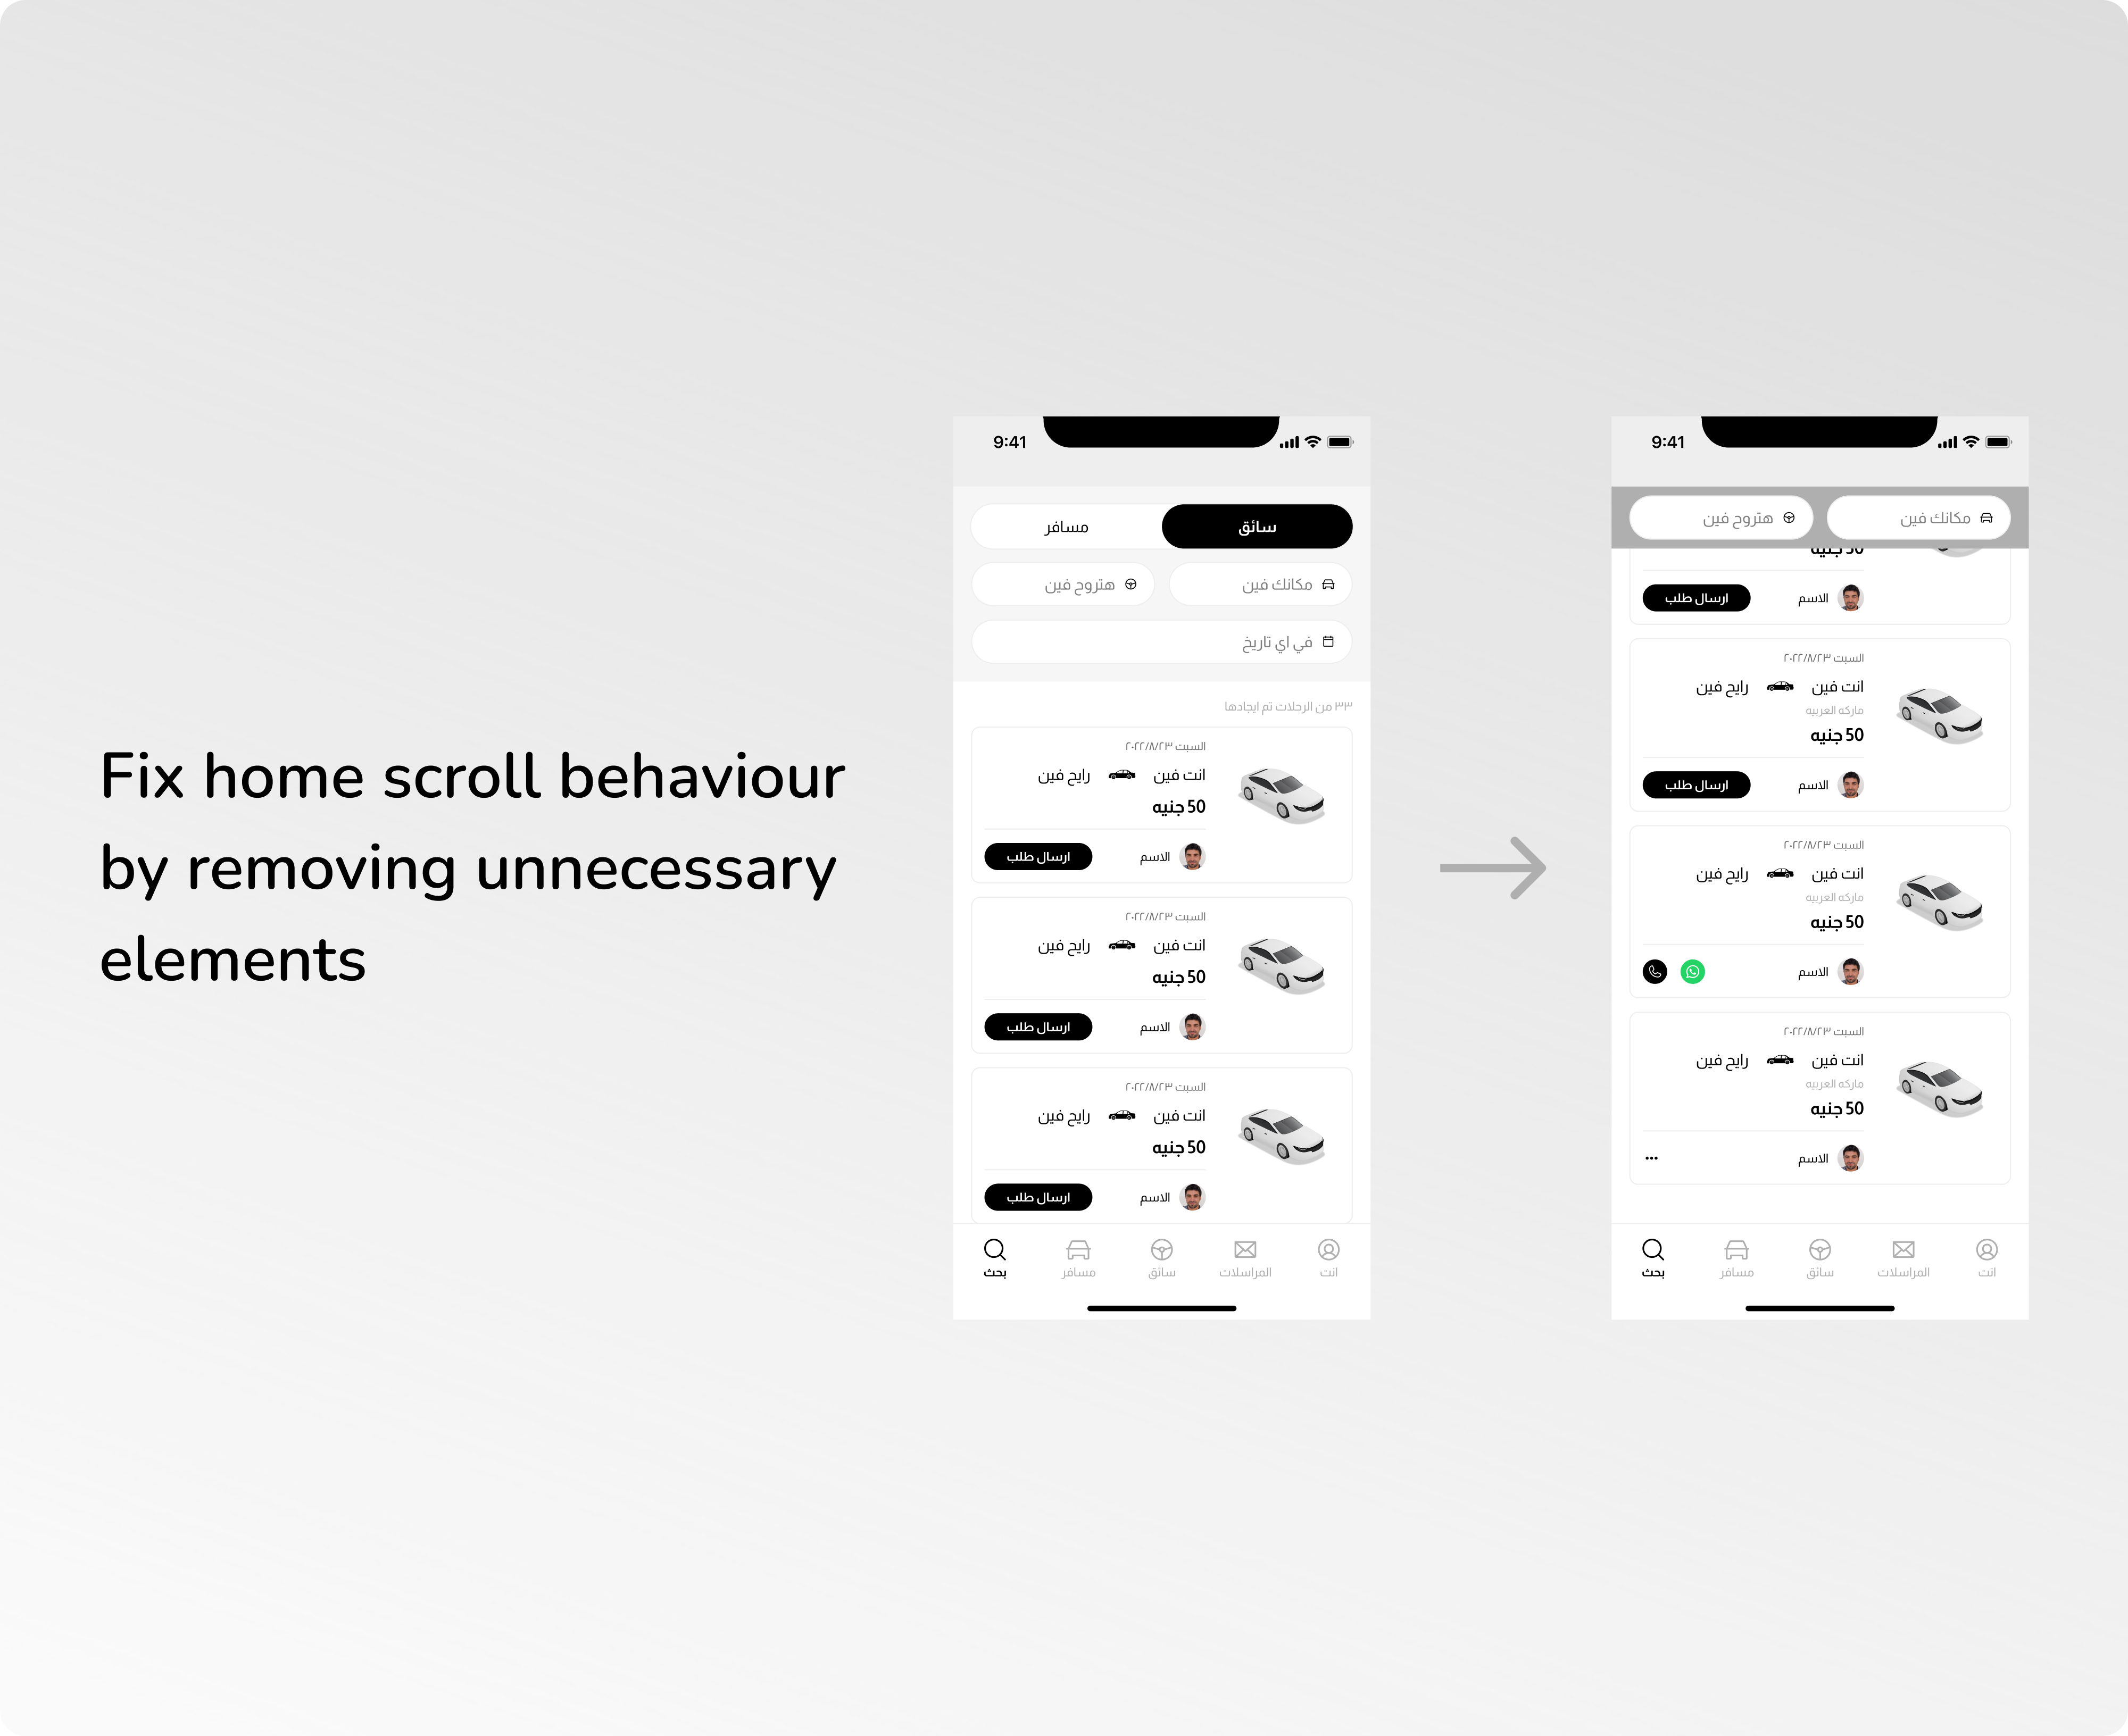 Fix home scroll behaviour
by removing unnecessary
elements
9:41
سائق
مسافر
مكانك فين
هتروح فين
في اي تاريخ
٣٣ من الرحلات تم ايجادها
السبت ٢٠٢٢/٨/٢٣
انت فين رايح فين
50 جنيه
الاسم ارسال طلب
السبت ٢٠٢٢/٨/٢٣
انت فين رايح فين
50 جنيه
الاسم ارسال طلب
السبت ٢٠٢٢/٨/٢٣
انت فين رايح فين
50 جنيه
الاسم ارسال طلب
انت المراسلات سائق مسافر بحث
9:41
مكانك فين هتروح فين
50 جنيه
الاسم ارسال طلب
السبت ٢٠٢٢/٨/٢٣
انت فين رايح فين
ماركه العربيه
50 جنيه
الاسم ارسال طلب
السبت ٢٠٢٢/٨/٢٣
انت فين رايح فين
ماركه العربيه
50 جنيه
الاسم
السبت ٢٠٢٢/٨/٢٣
انت فين رايح فين
ماركه العربيه
50 جنيه
الاسم
انت المراسلات سائق مسافر بحث